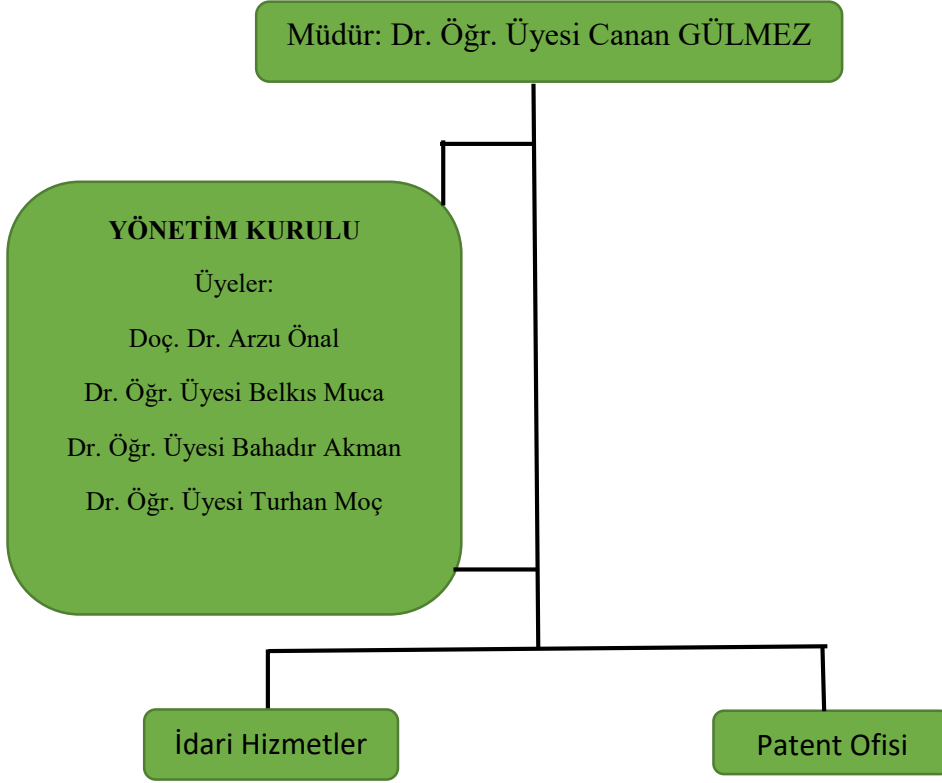 Müdür: Dr. Öğr. Üyesi Canan GÜLMEZ
YÖNETİM KURULU
Üyeler:
Doç. Dr. Arzu Önal
Dr. Öğr. Üyesi Belkıs Muca
Dr. Öğr. Üyesi Bahadır Akman
Dr. Öğr. Üyesi Turhan Moç
İdari Hizmetler
Patent Ofisi